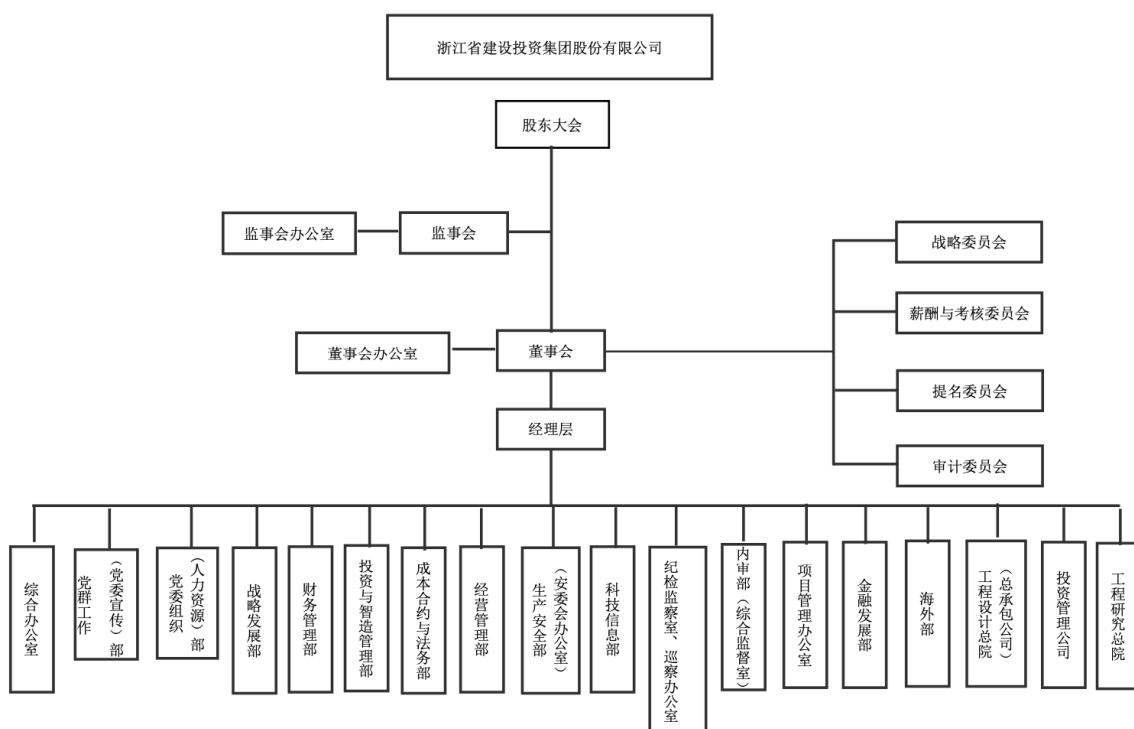 浙江省建设投资集团股份有限公司
股东大会
监事会办公室
监事会
战略委员会
薪酬与考核委员会
董事会办公室
董事会
提名委员会
经理层
审计委员会
综合办公室
党群工作
（党委宣传）部
党委组织
（人力资源）部
战略发展部
财务管理部
投资与智造管理部
成本合约与法务部
经营管理部
生产安全部
（安委会办公室）
科技信息部
纪检监察室、巡察办公室
内审部（综合监督室）
项目管理办公室
金融发展部
海外部
工程设计总院
（总承包公司）
投资管理公司
工程研究总院